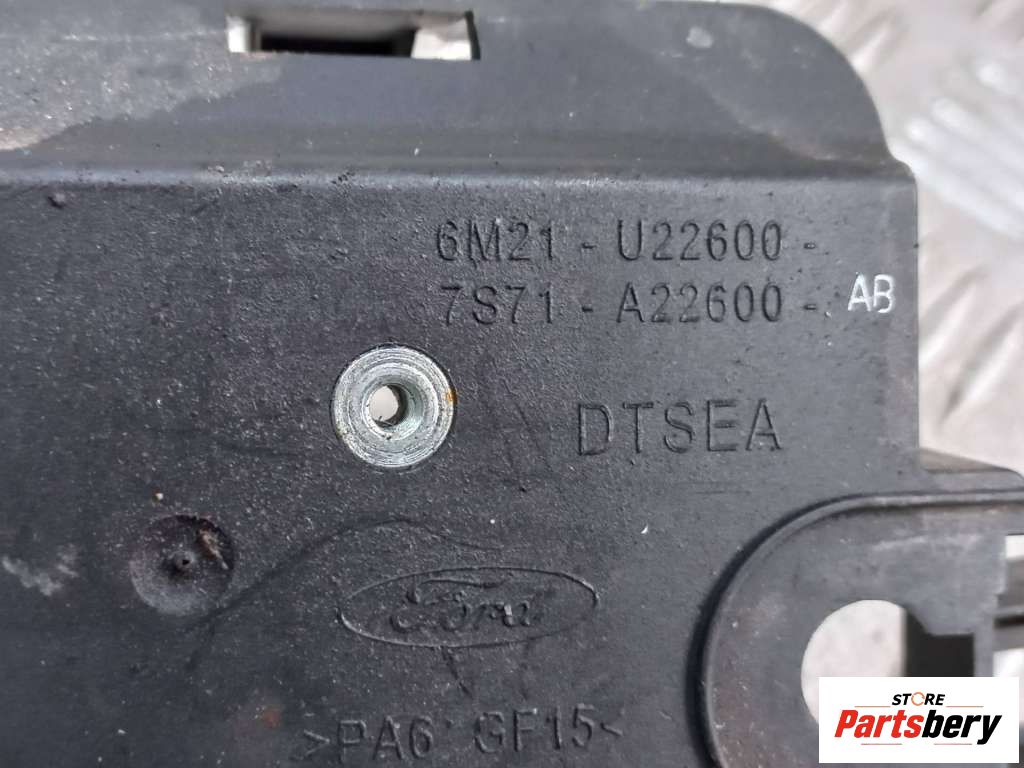 6M21 - U22600 -
7S71 - A22600 - AB
DTSEA
Ford
>PA6 GF15<
STORE
Partsbery